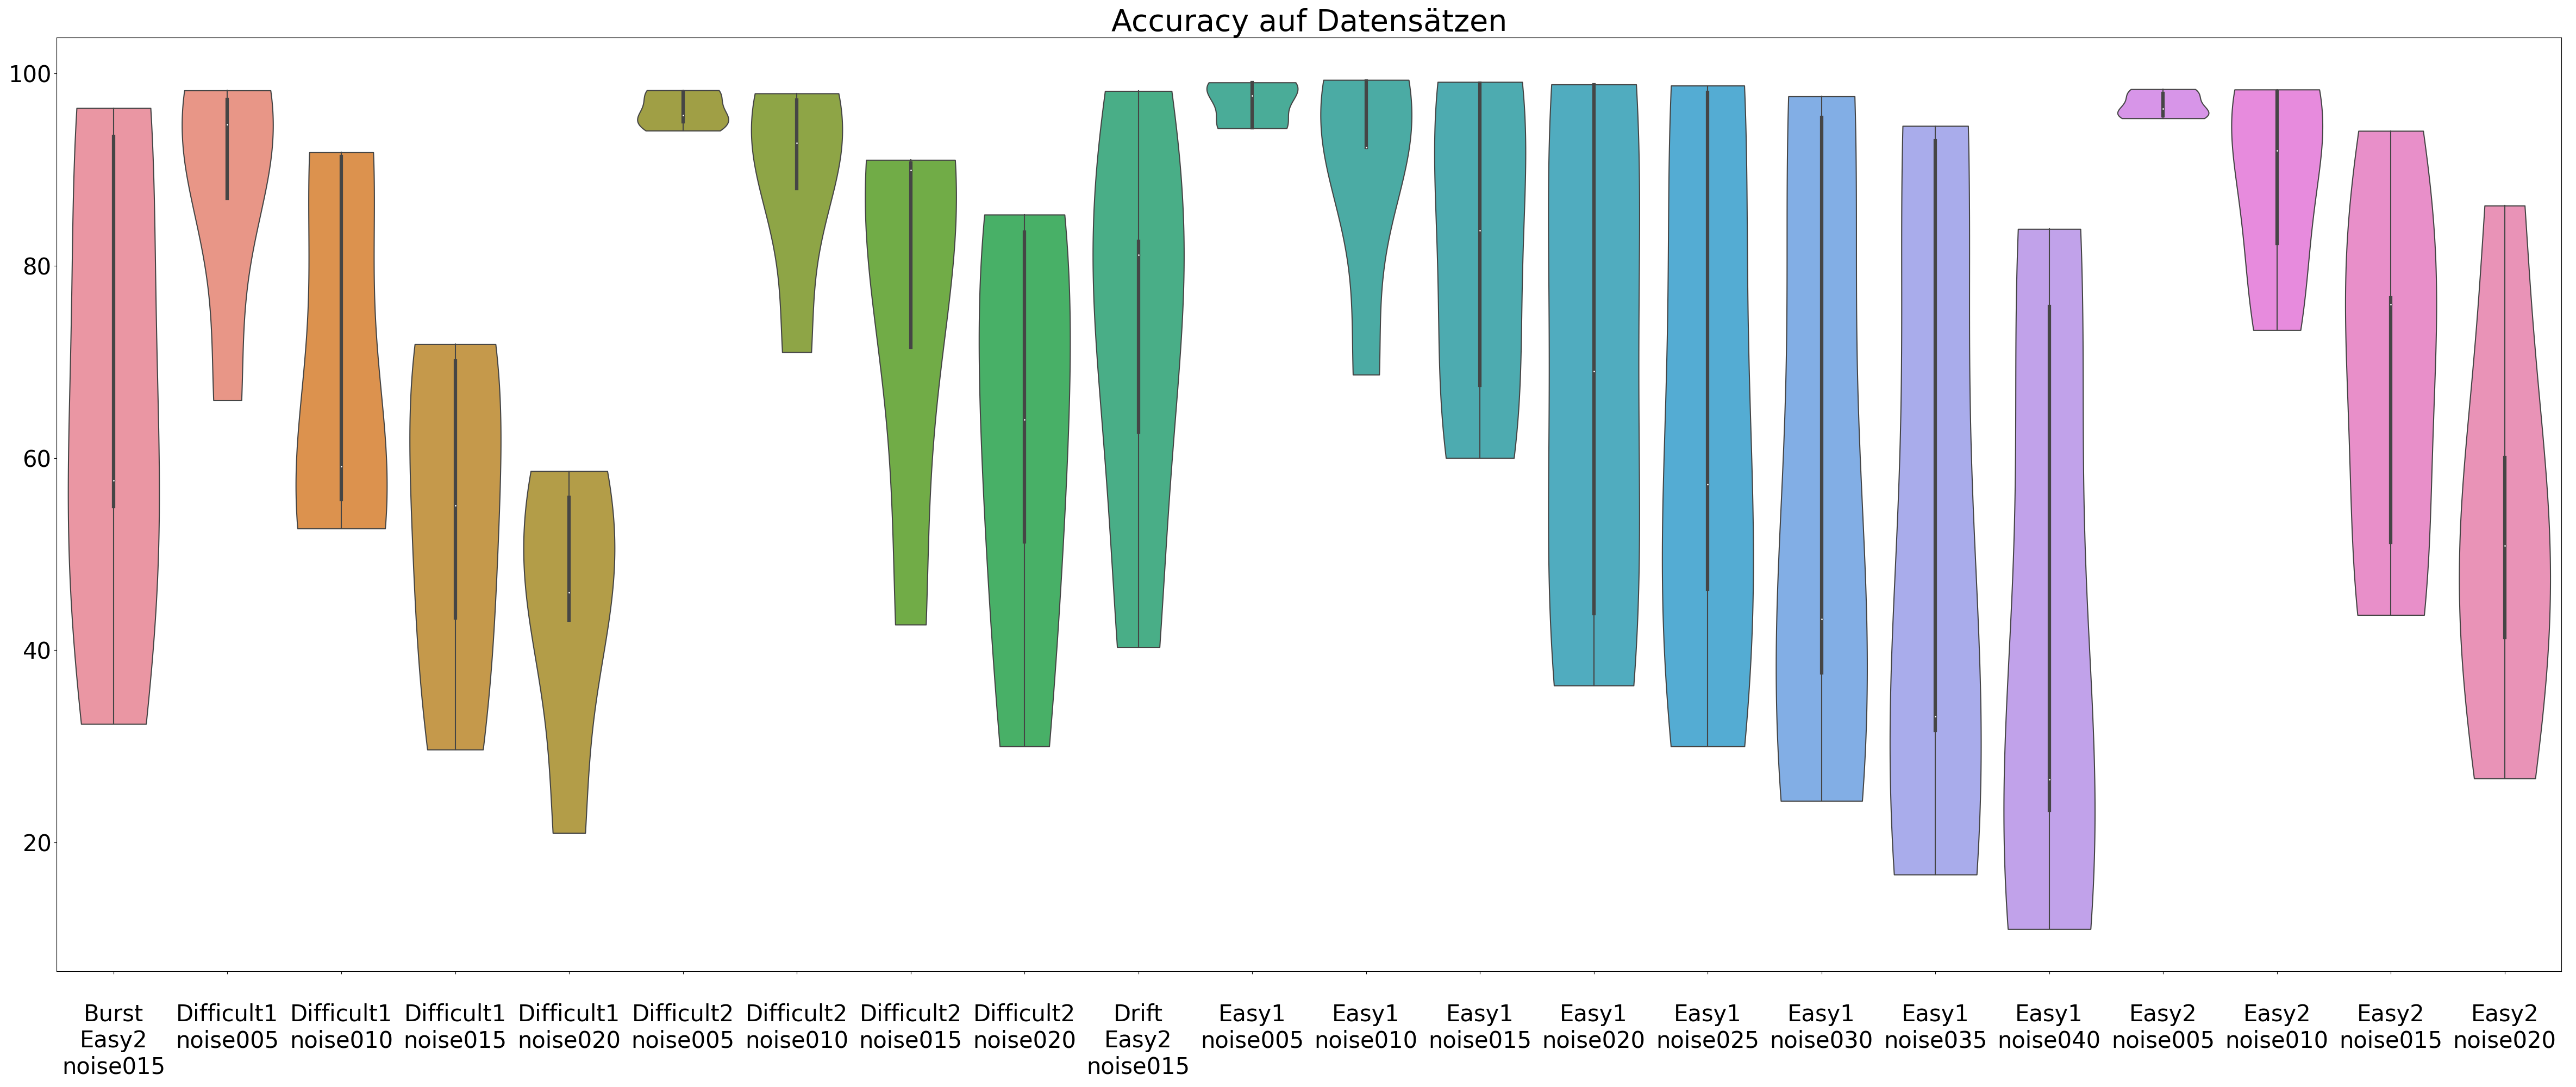 Accuracy auf Datensätzen
100
80
60
40
20
Burst
Easy2
noise015
Difficult1
noise005
Difficult1
noise010
Difficult1
noise015
Difficult1
noise020
Difficult2
noise005
Difficult2
noise010
Difficult2
noise015
Difficult2
noise020
Drift
Easy2
noise015
Easy1
noise005
Easy1
noise010
Easy1
noise015
Easy1
noise020
Easy1
noise025
Easy1
noise030
Easy1
noise035
Easy1
noise040
Easy2
noise005
Easy2
noise010
Easy2
noise015
Easy2
noise020